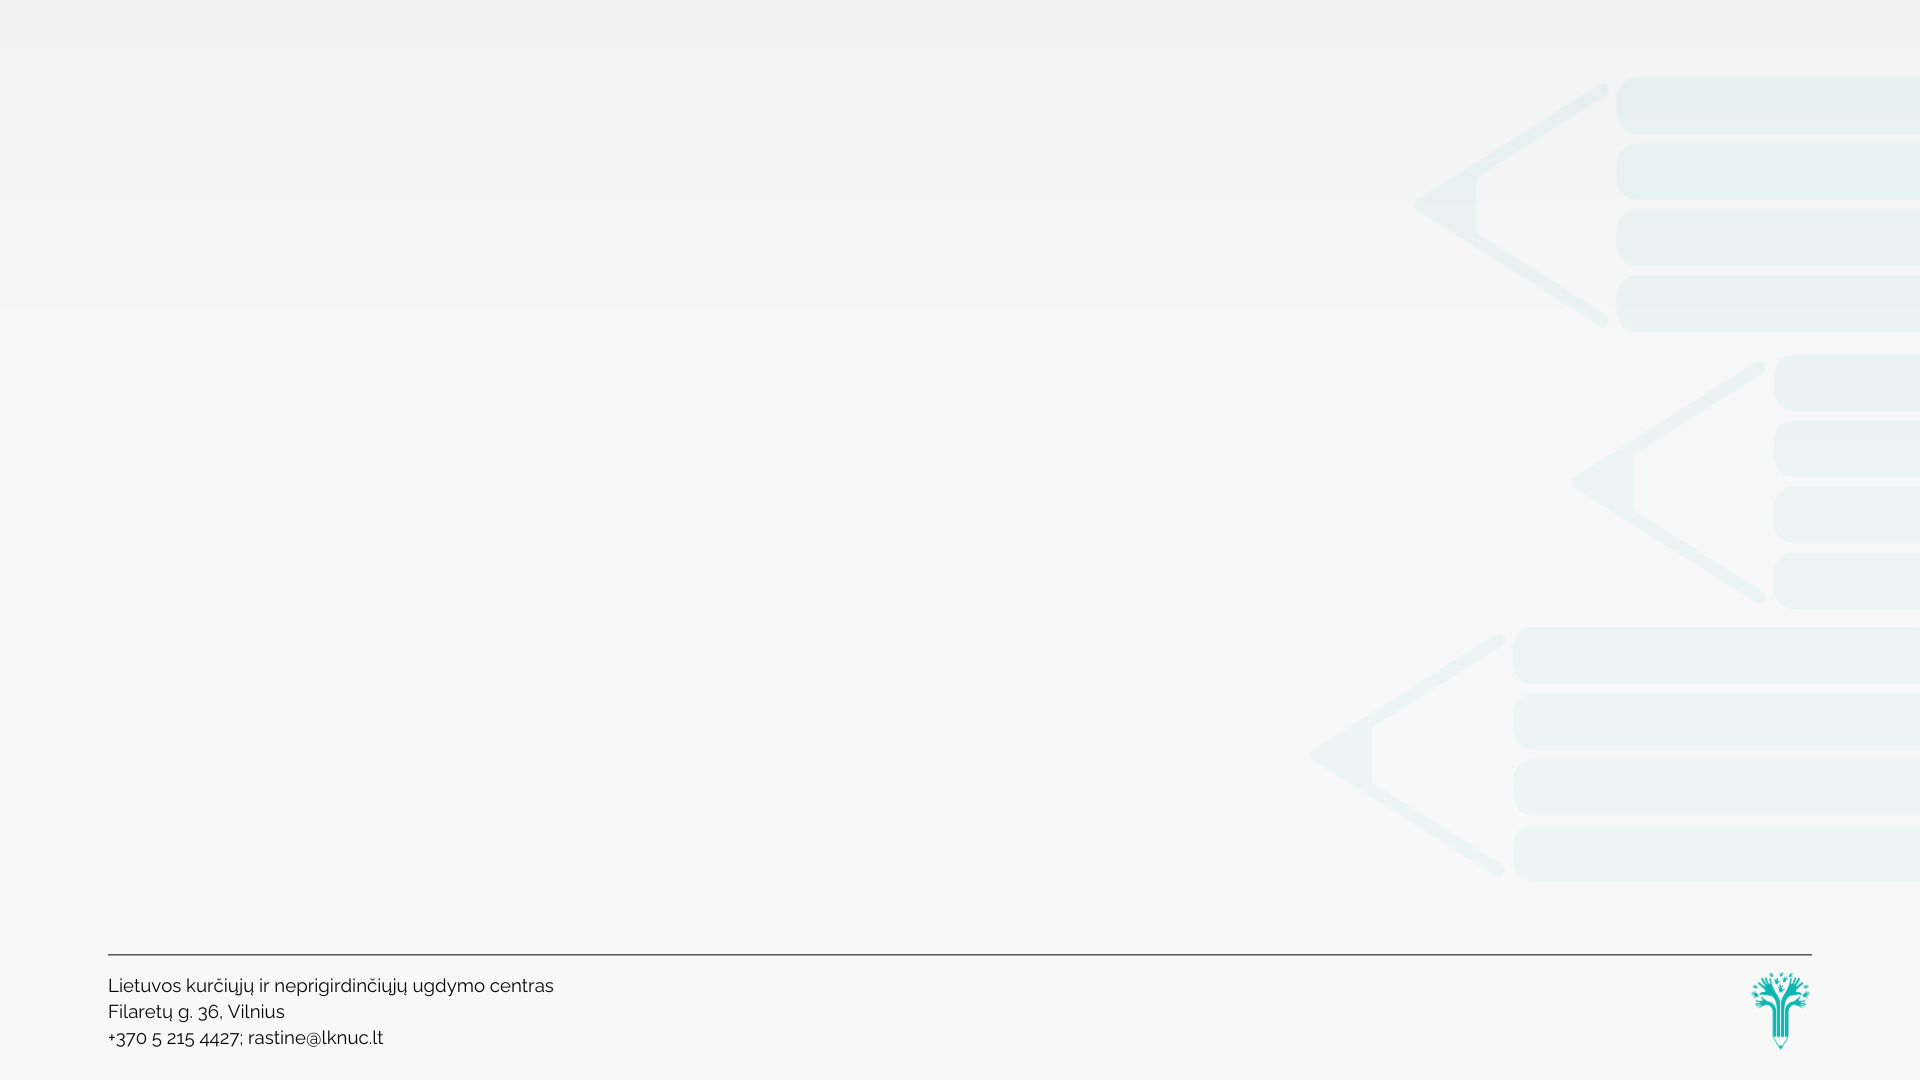 Lietuvos kurčiųjų ir neprigirdinčiųjų ugdymo centras
Filaretų g. 36, Vilnius
+370 5 215 4427; rastine@lknuc.lt